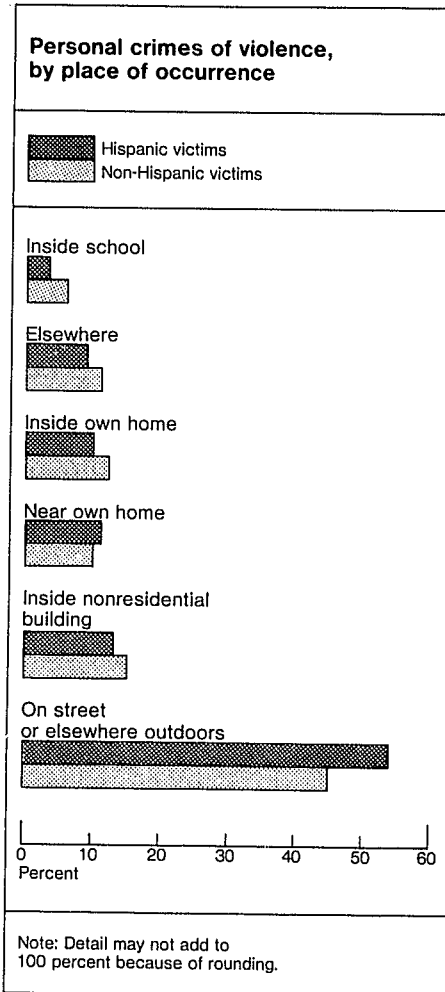 Personal crimes of violence,
by place of occurrence
Hispanic victims
Non-Hispanic victims
Inside school
Elsewhere
Inside own home
Near own home
Inside nonresidential
building
On street
or elsewhere outdoors
0 10 20 30 40 50 60
Percent
Note: Detail may not add to
100 percent because of rounding.